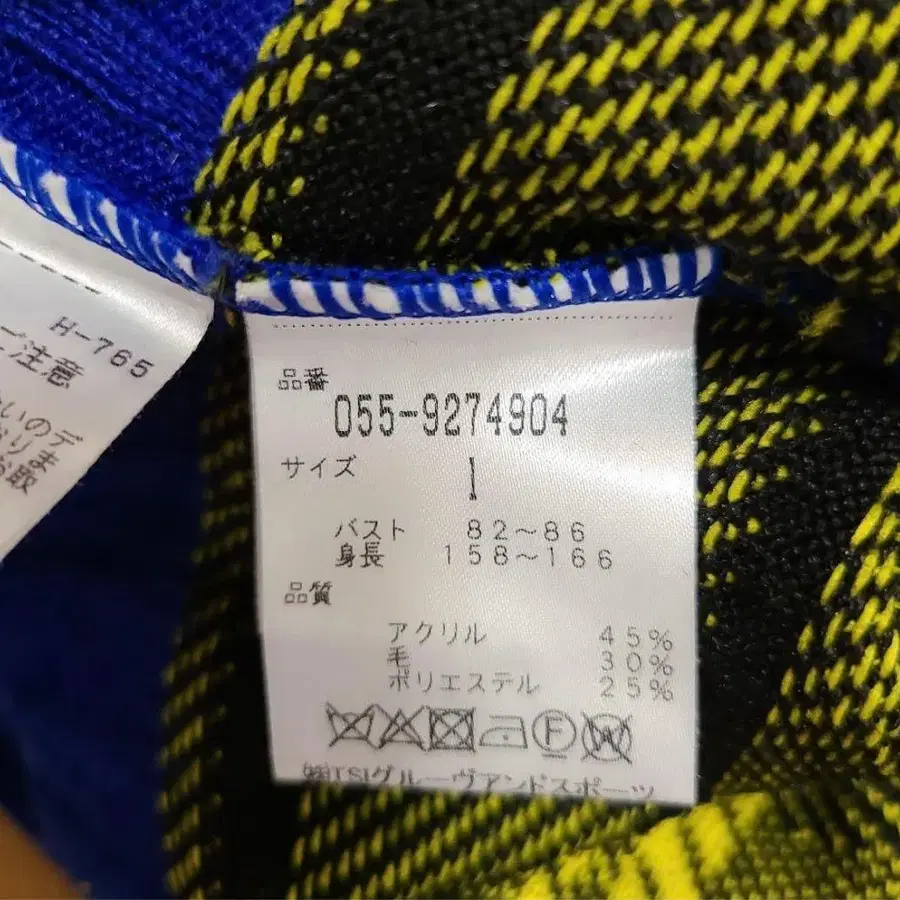 H-765
ご注意
品番
055-9274904
サイズ
1
バスト 82~86
身長 158~166
品質
アクリル 45%
毛 30%
ポリエステル 25%
F
W
㈱TSIグルーヴアンドスポーツ